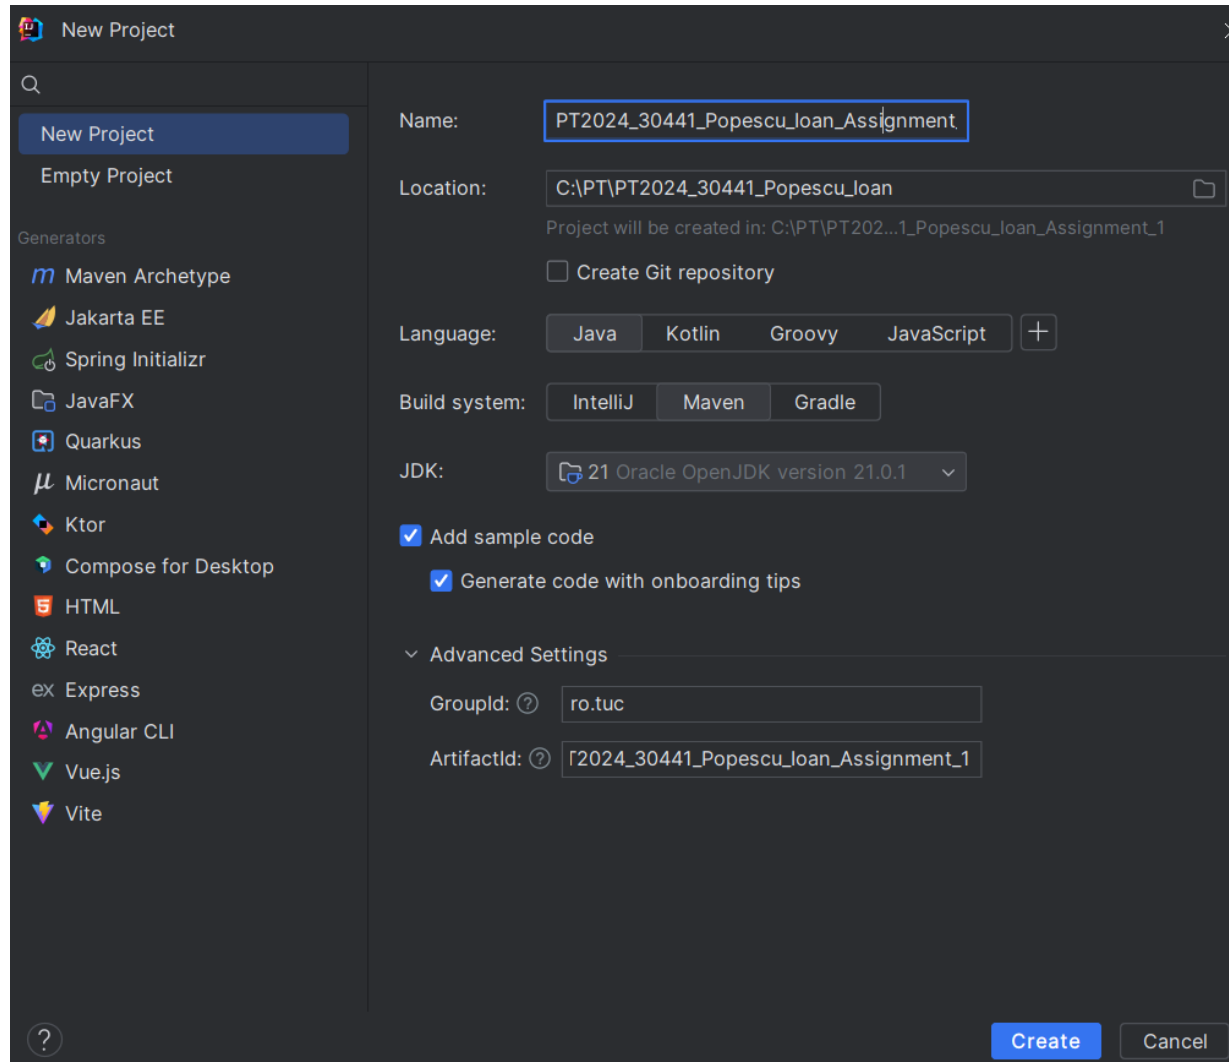 New Project
New Project
Empty Project
Generators
Maven Archetype
Jakarta EE
Spring Initializr
JavaFX
Quarkus
Micronaut
Ktor
Compose for Desktop
HTML
React
ex Express
Angular CLI
Vue.js
Vite
Name: PT2024_30441_Popescu_Ioan_Assignment_
Location: C:\PT\PT2024_30441_Popescu_Ioan
Project will be created in: C:\PT\PT202...1_Popescu_Ioan_Assignment_1
Create Git repository
Language: Java Kotlin Groovy JavaScript +
Build system: IntelliJ Maven Gradle
JDK: 21 Oracle OpenJDK version 21.0.1
Add sample code
Generate code with onboarding tips
Advanced Settings
GroupId: ? ro.tuc
ArtifactId: ? T2024_30441_Popescu_Ioan_Assignment_1
? Create Cancel